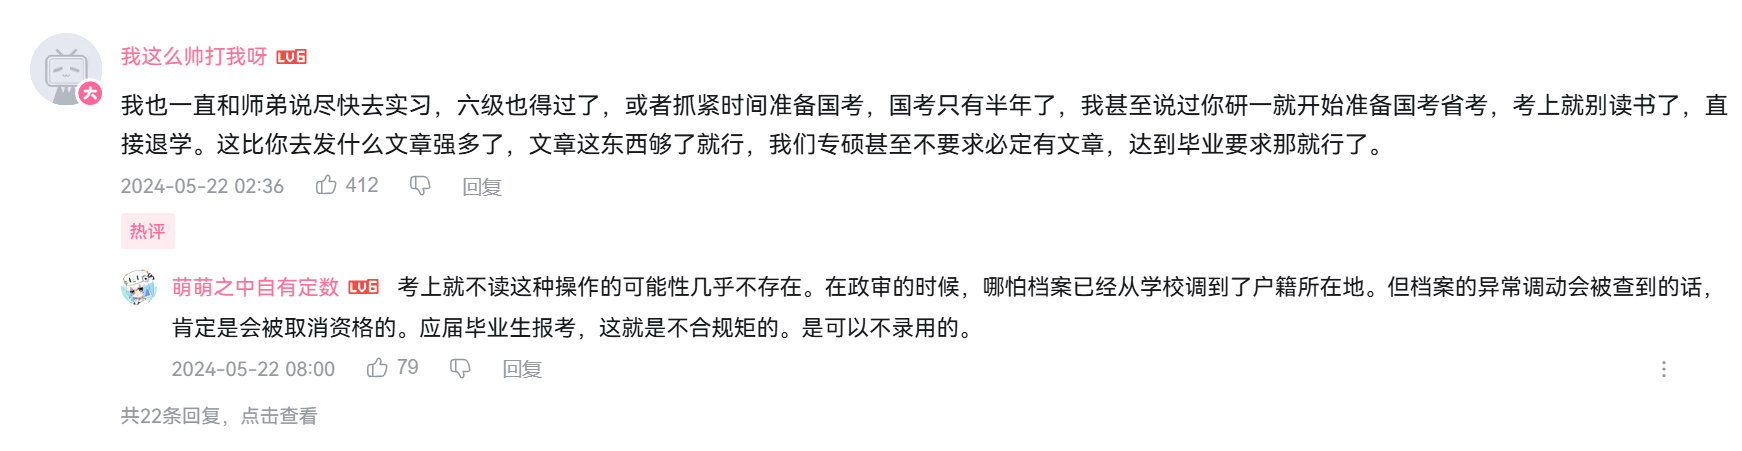 我这么帅打我呀 LV6
我也一直和师弟说尽快去实习，六级也得过了，或者抓紧时间准备国考，国考只有半年了，我甚至说过你研一就开始准备国考省考，考上就别读书了，直
接退学。这比你去发什么文章强多了，文章这东西够了就行，我们专硕甚至不要求必定有文章，达到毕业要求那就行了。
2024-05-22 02:36 412 回复
大
热评
萌萌之中自有定数 LV6 考上就不读这种操作的可能性几乎不存在。在政审的时候，哪怕档案已经从学校调到了户籍所在地。但档案的异常调动会被查到的话，
肯定是会被取消资格的。应届毕业生报考，这就是不合规矩的。是可以不录用的。
2024-05-22 08:00 79 回复
共22条回复，点击查看